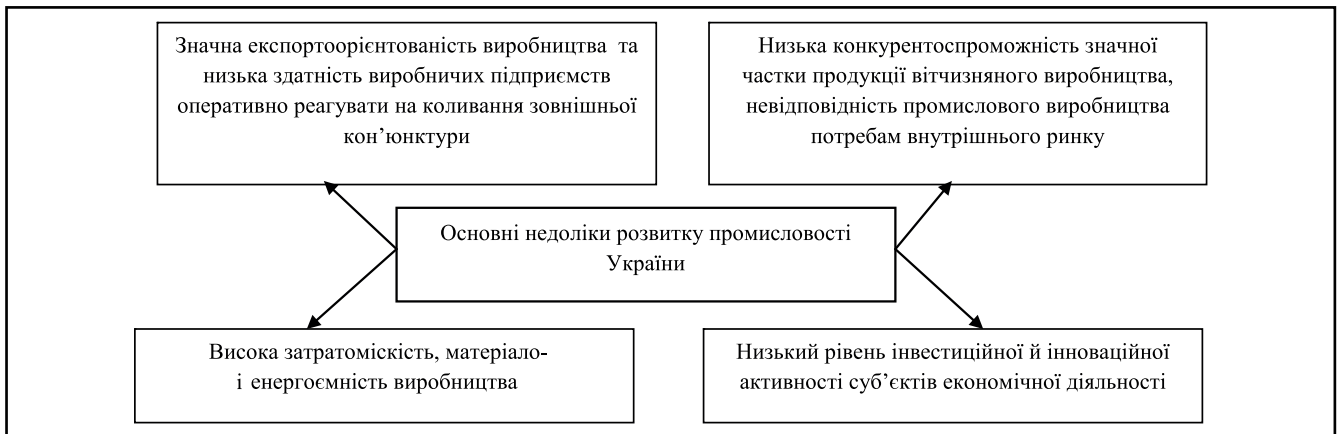 Значна експортоорієнтованість виробництва та
низька здатність виробничих підприємств
оперативно реагувати на коливання зовнішньої
кон’юнктури
Низька конкурентоспроможність значної
частки продукції вітчизняного виробництва,
невідповідність промислового виробництва
потребам внутрішнього ринку
Основні недоліки розвитку промисловості
України
Висока затратоміскість, матеріало-
і енергоємність виробництва
Низький рівень інвестиційної й інноваційної
активності суб’єктів економічної діяльності